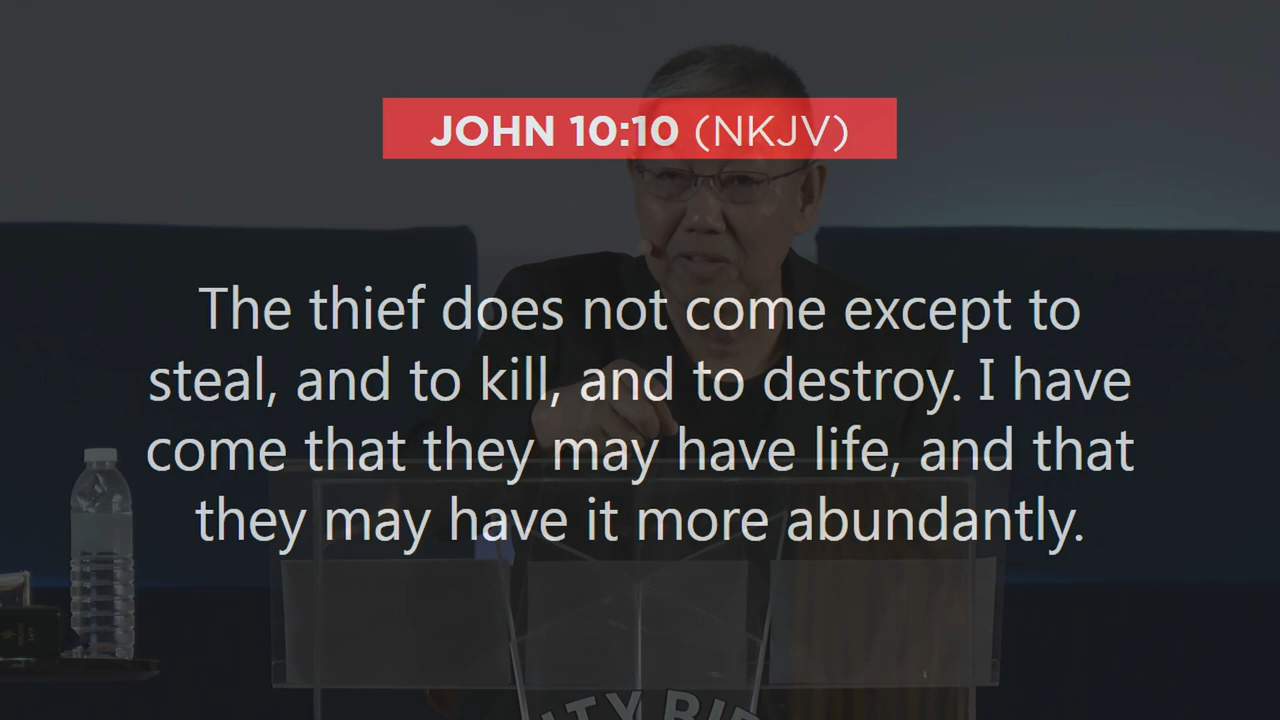 JOHN 10:10 (NKJV)
The thief does not come except to
steal, and to kill, and to destroy. I have
come that they may have life, and that
they may have it more abundantly.